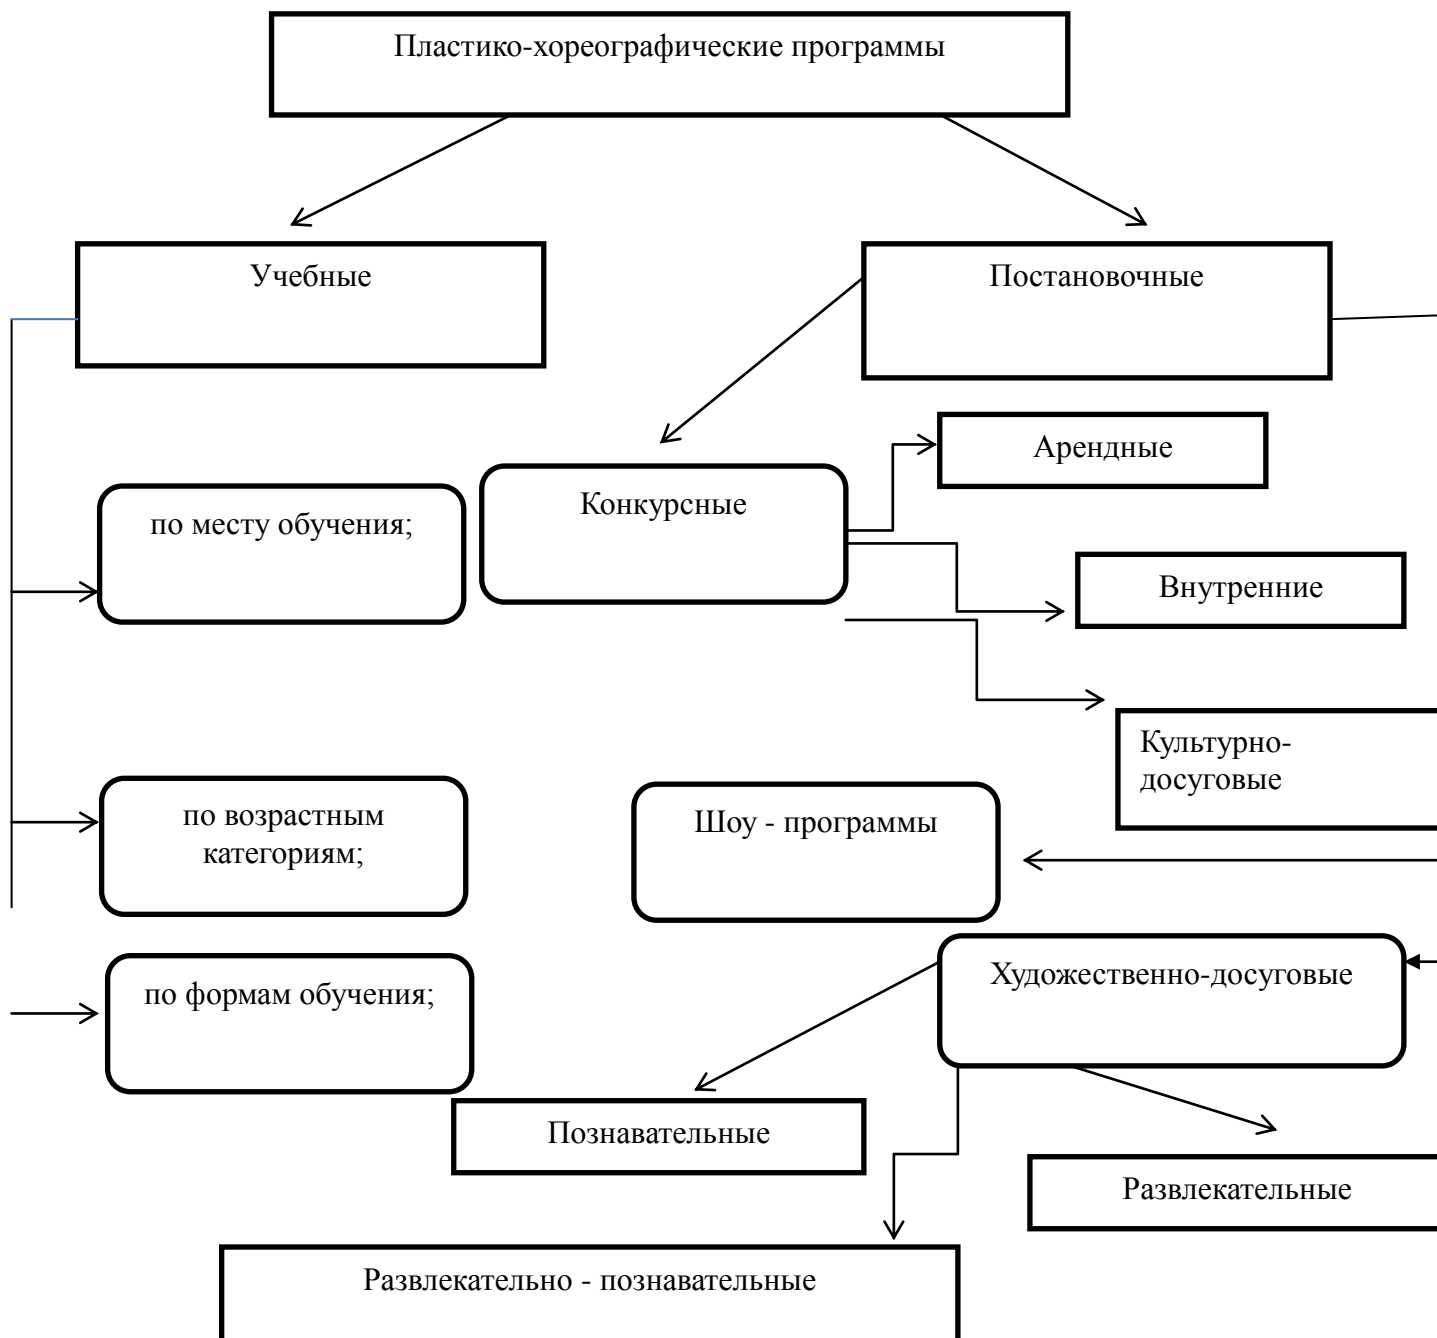 Пластико-хореографические программы
Учебные
Постановочные
Арендные
Конкурсные
по месту обучения;
Внутренние
Культурно-
досуговые
по возрастным
категориям;
Шоу - программы
Художественно-досуговые
по формам обучения;
Познавательные
Развлекательные
Развлекательно - познавательные